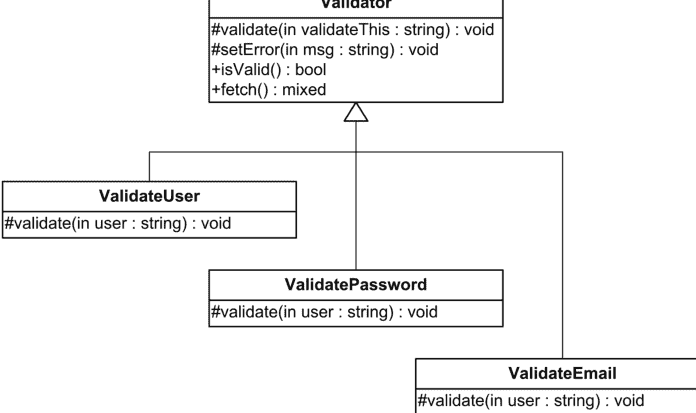 Validator
#validate(in validateThis : string) : void
#setError(in msg : string) : void
+isValid() : bool
+fetch() : mixed
ValidateUser
#validate(in user : string) : void
ValidatePassword
#validate(in user : string) : void
ValidateEmail
#validate(in user : string) : void